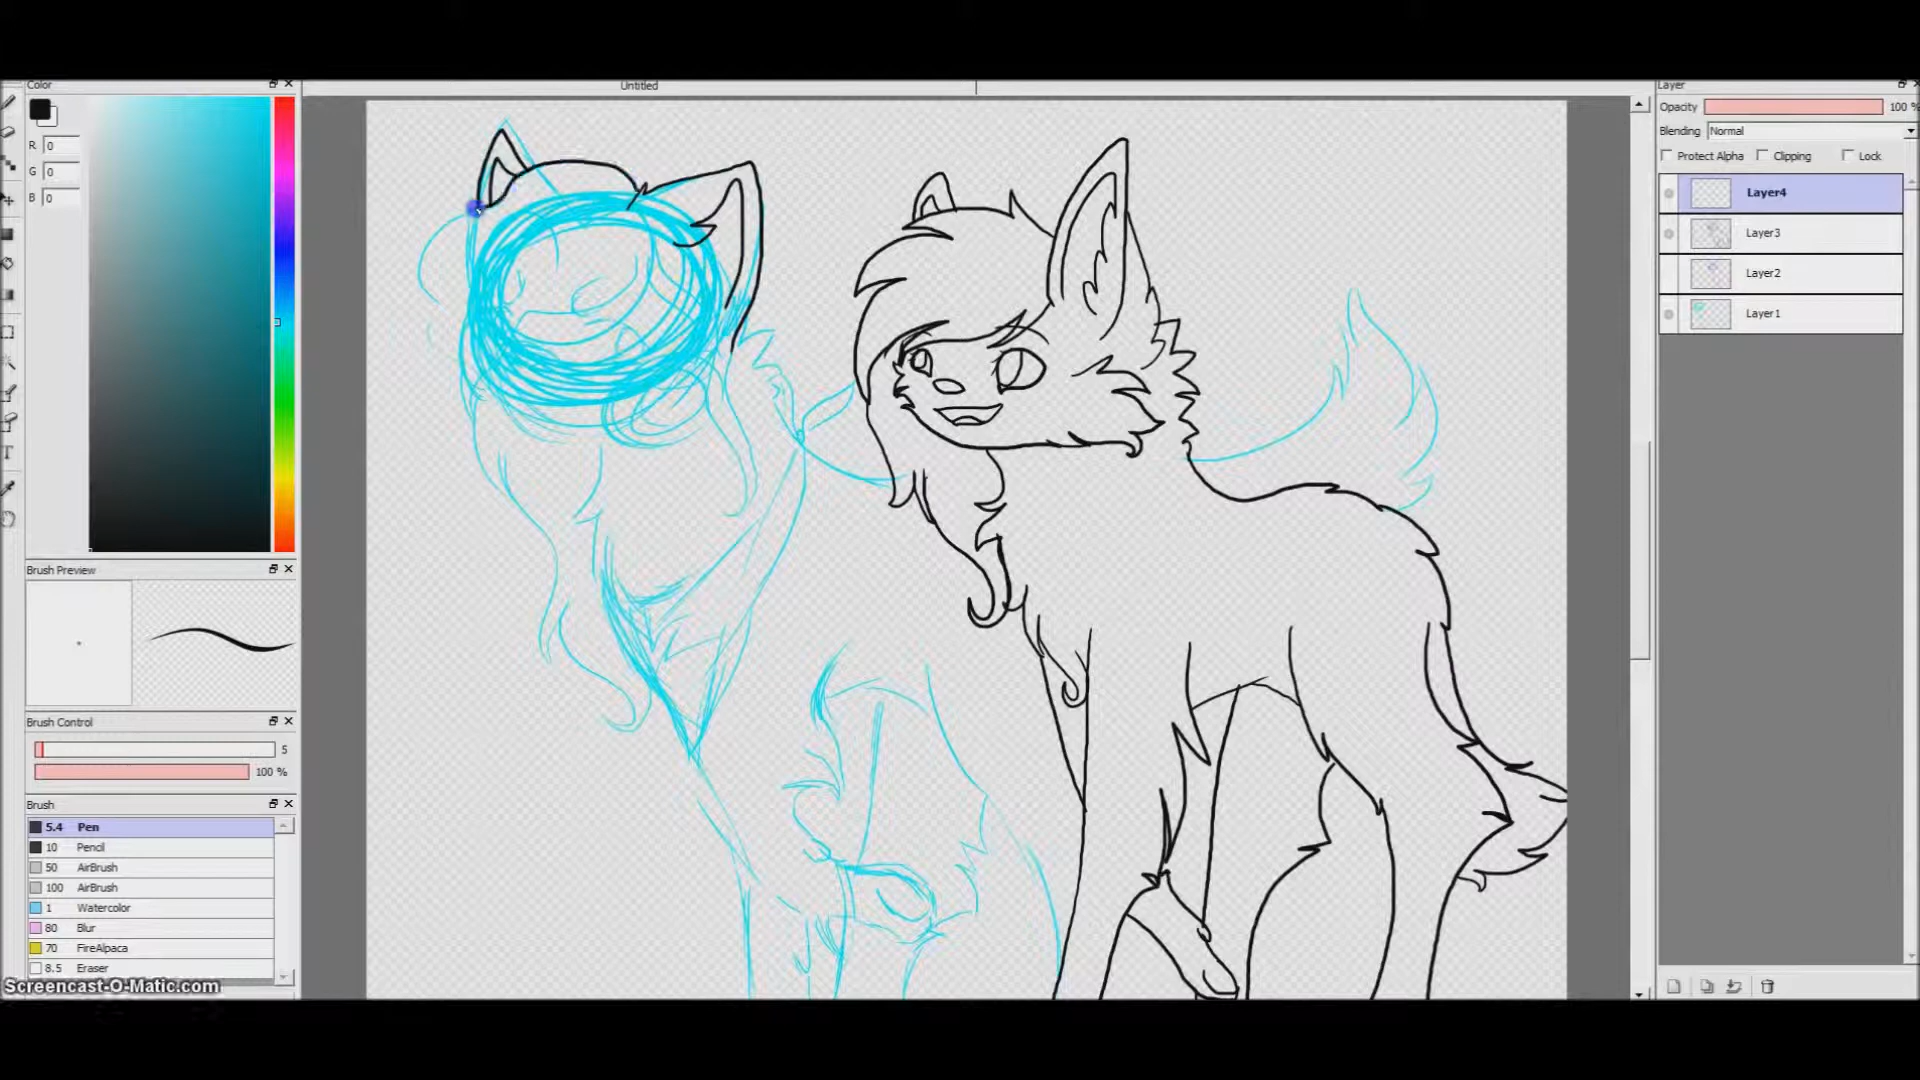 Color
Untitled
Layer
R 0
G 0
B 0
Opacity 100 %
Blending Normal
Protect Alpha Clipping Lock
Layer4
Layer3
Layer2
Layer1
Brush Preview
Brush Control
5
100 %
Brush
5.4 Pen
10 Pencil
50 AirBrush
100 AirBrush
1 Watercolor
80 Blur
70 FireAlpaca
8.5 Eraser
Screencast-O-Matic.com
T